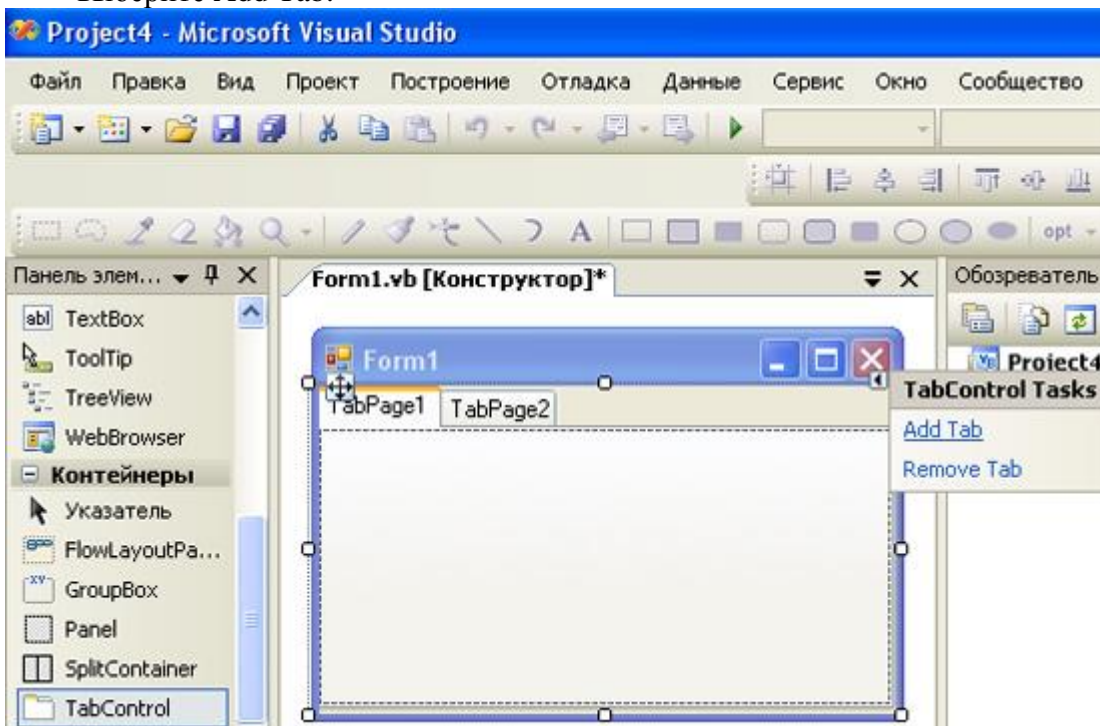 Add Tab.
Project4 - Microsoft Visual Studio
Файл Правка Вид Проект Построение Отладка Данные Сервис Окно Сообщество
A opt
Панель элем...
Form1.vb [Конструктор]*
Обозреватель
abl TextBox
ToolTip
TreeView
WebBrowser
Контейнеры
Указатель
FlowLayoutPa...
GroupBox
Panel
SplitContainer
TabControl
Form1
TabPage1 TabPage2
Project4
TabControl Tasks
Add Tab
Remove Tab